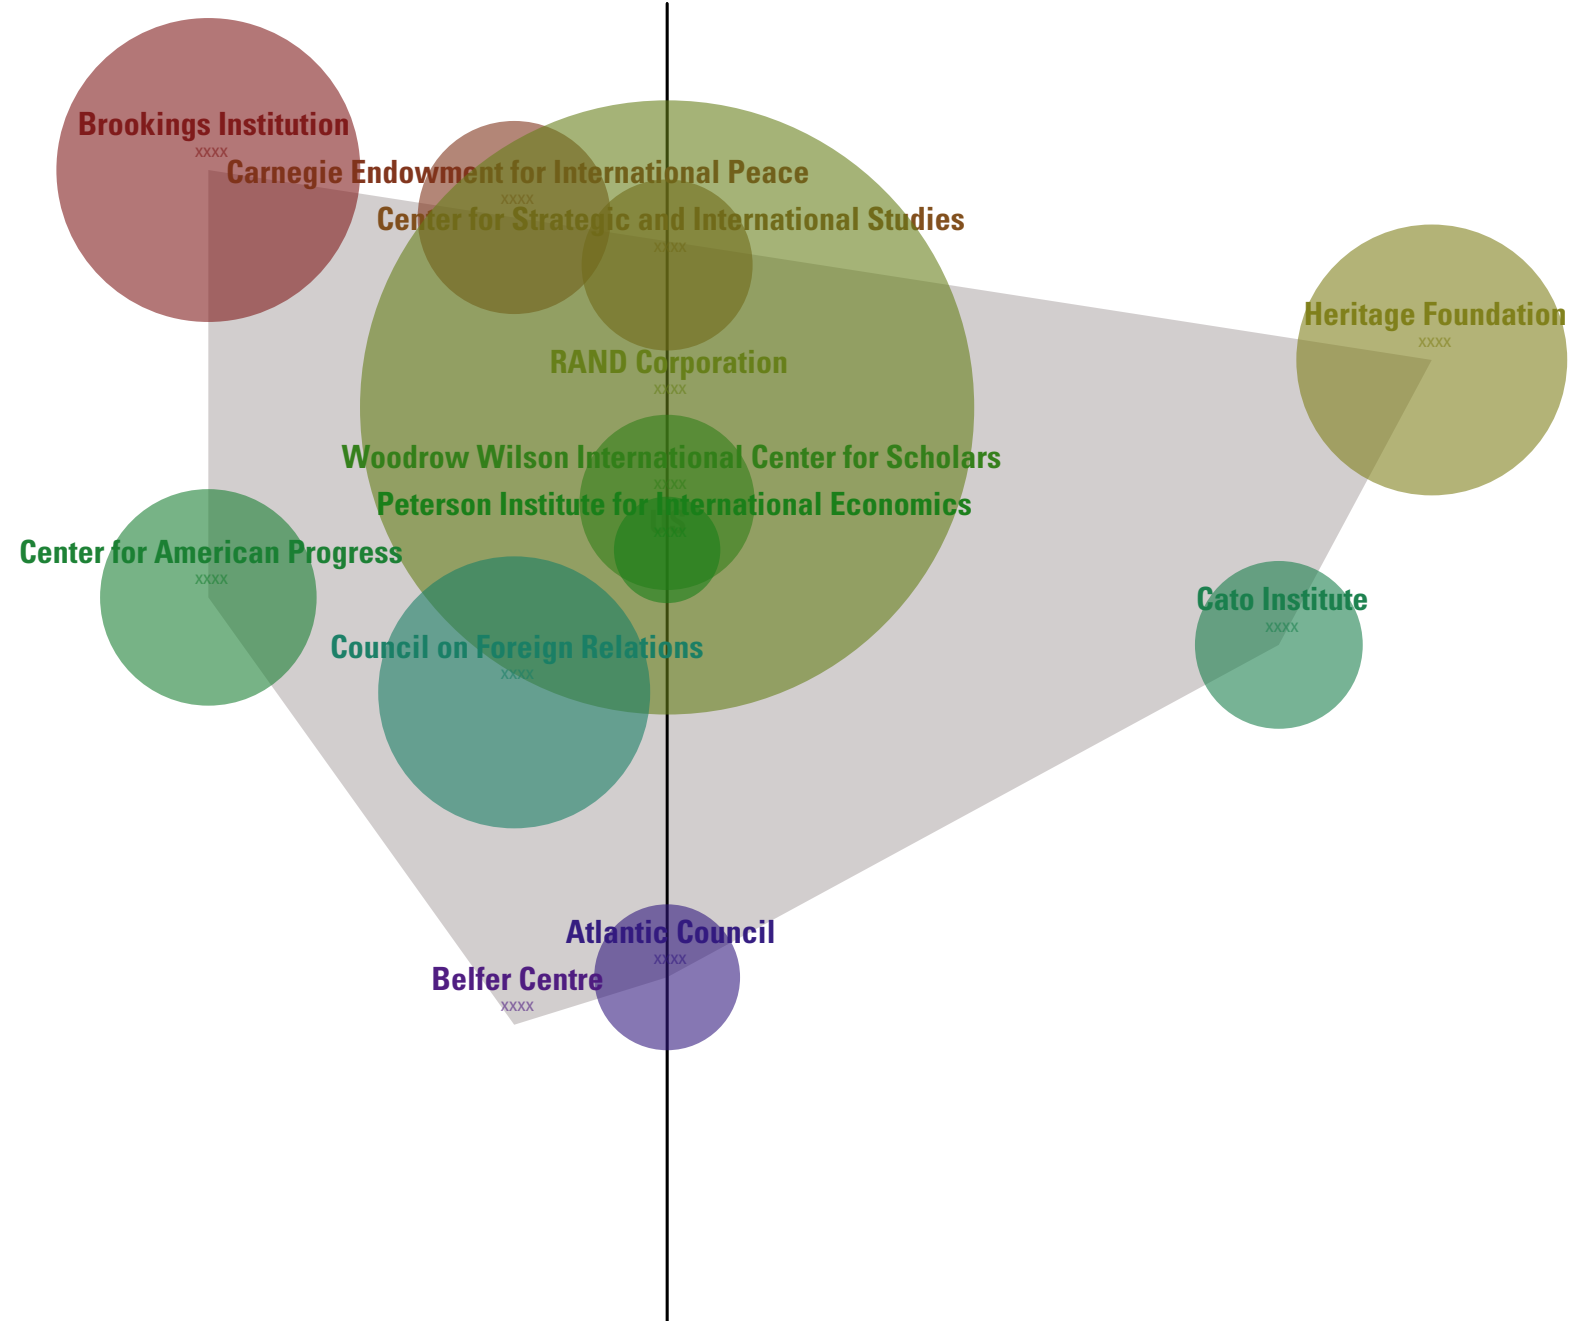 Brookings Institution
xxxx
Carnegie Endowment for International Peace
xxxx
Center for Strategic and International Studies
xxxx
Heritage Foundation
xxxx
RAND Corporation
xxxx
Woodrow Wilson International Center for Scholars
xxxx
Peterson Institute for International Economics
US
xxxx
Center for American Progress
xxxx
Cato Institute
xxxx
Council on Foreign Relations
xxxx
Atlantic Council
xxxx
Belfer Centre
xxxx